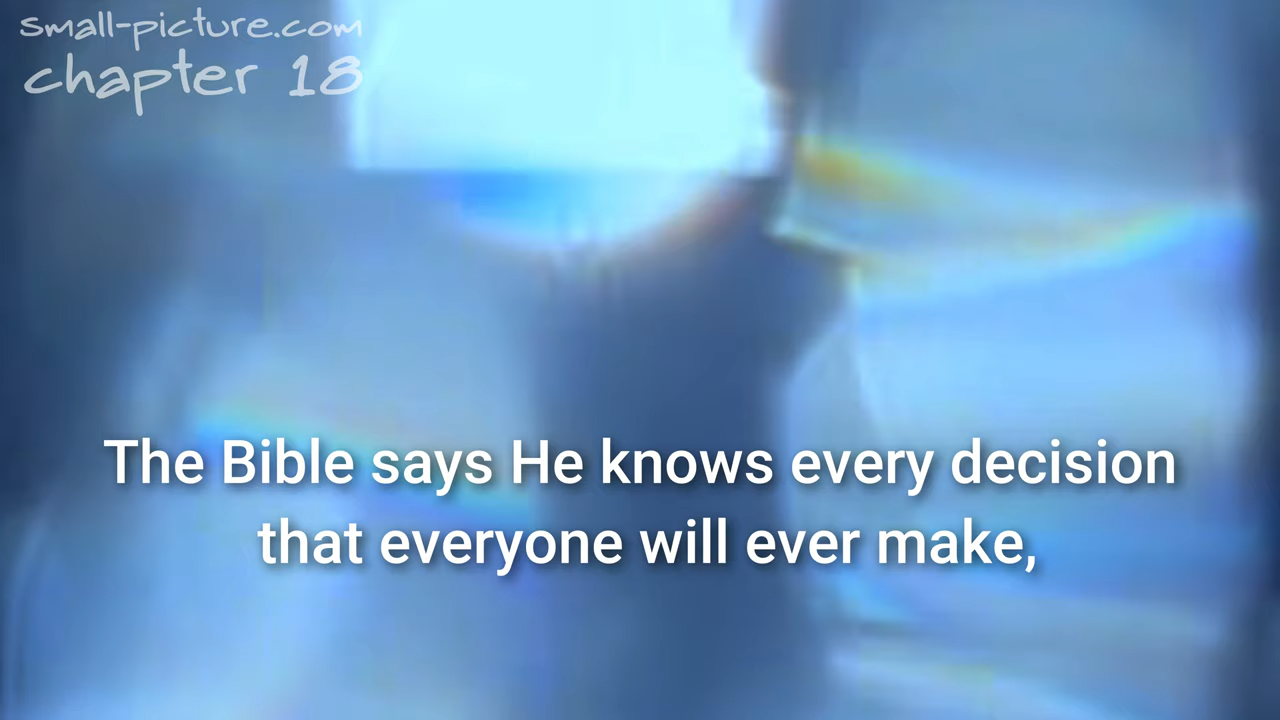 small-picture.com
chapter 18
The Bible says He knows every decision
that everyone will ever make,